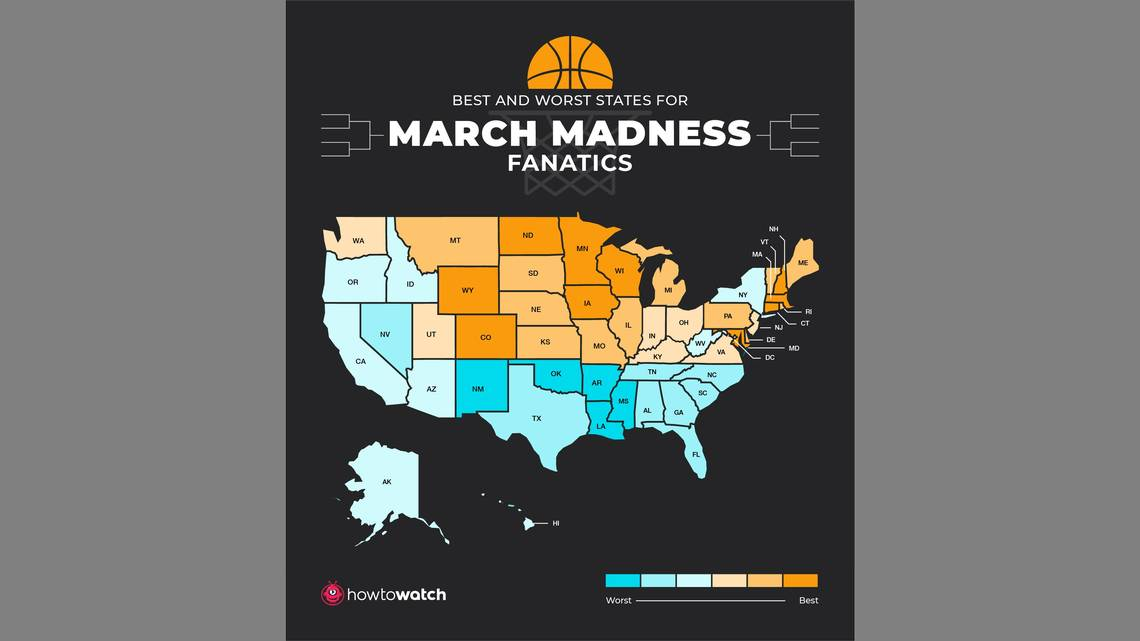 BEST AND WORST STATES FOR
MARCH MADNESS
FANATICS
NH
VT
MA
WA
MT
ND
MN
ME
OR
ID
SD
WI
MI
WY
NY
NE
IA
PA
RI
NV
UT
CO
KS
MO
IL
IN
OH
NJ
CT
WV
VA
DE
MD
KY
DC
CA
AZ
NM
OK
AR
TN
NC
TX
LA
MS
AL
GA
SC
FL
AK
HI
howtowatch
Worst
Best